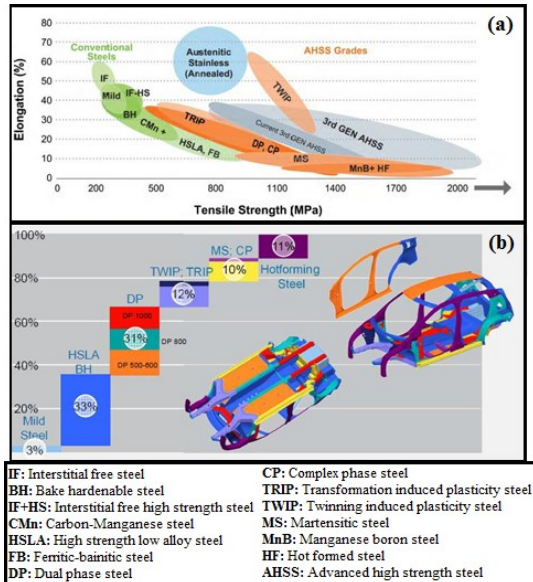 (a)
Elongation (%)
80
70
60
50
40
30
20
10
0
Conventional
Steels
Austenitic
Stainless
(Annealed)
AHSS Grades
IF
Mild
IF-HS
BH
CMn +
TRIP
HSLA, FB
TWIP
Current 3rd GEN AHSS
3rd GEN AHSS
DP, CP
MS
MnB+ HF
0 200 500 800 1100 1400 1700 2000
Tensile Strength (MPa)
(b)
100%
80%
60%
40%
20%
Mild
Steel
3%
HSLA
BH
33%
DP
DP 1000
31%
DP 800
DP 500-600
TWIP; TRIP
12%
MS; CP
10%
11%
Hotforming
Steel
IF: Interstitial free steel
BH: Bake hardenable steel
IF+HS: Interstitial free high strength steel
CMn: Carbon-Manganese steel
HSLA: High strength low alloy steel
FB: Ferritic-bainitic steel
DP: Dual phase steel
CP: Complex phase steel
TRIP: Transformation induced plasticity steel
TWIP: Twinning induced plasticity steel
MS: Martensitic steel
MnB: Manganese boron steel
HF: Hot formed steel
AHSS: Advanced high strength steel